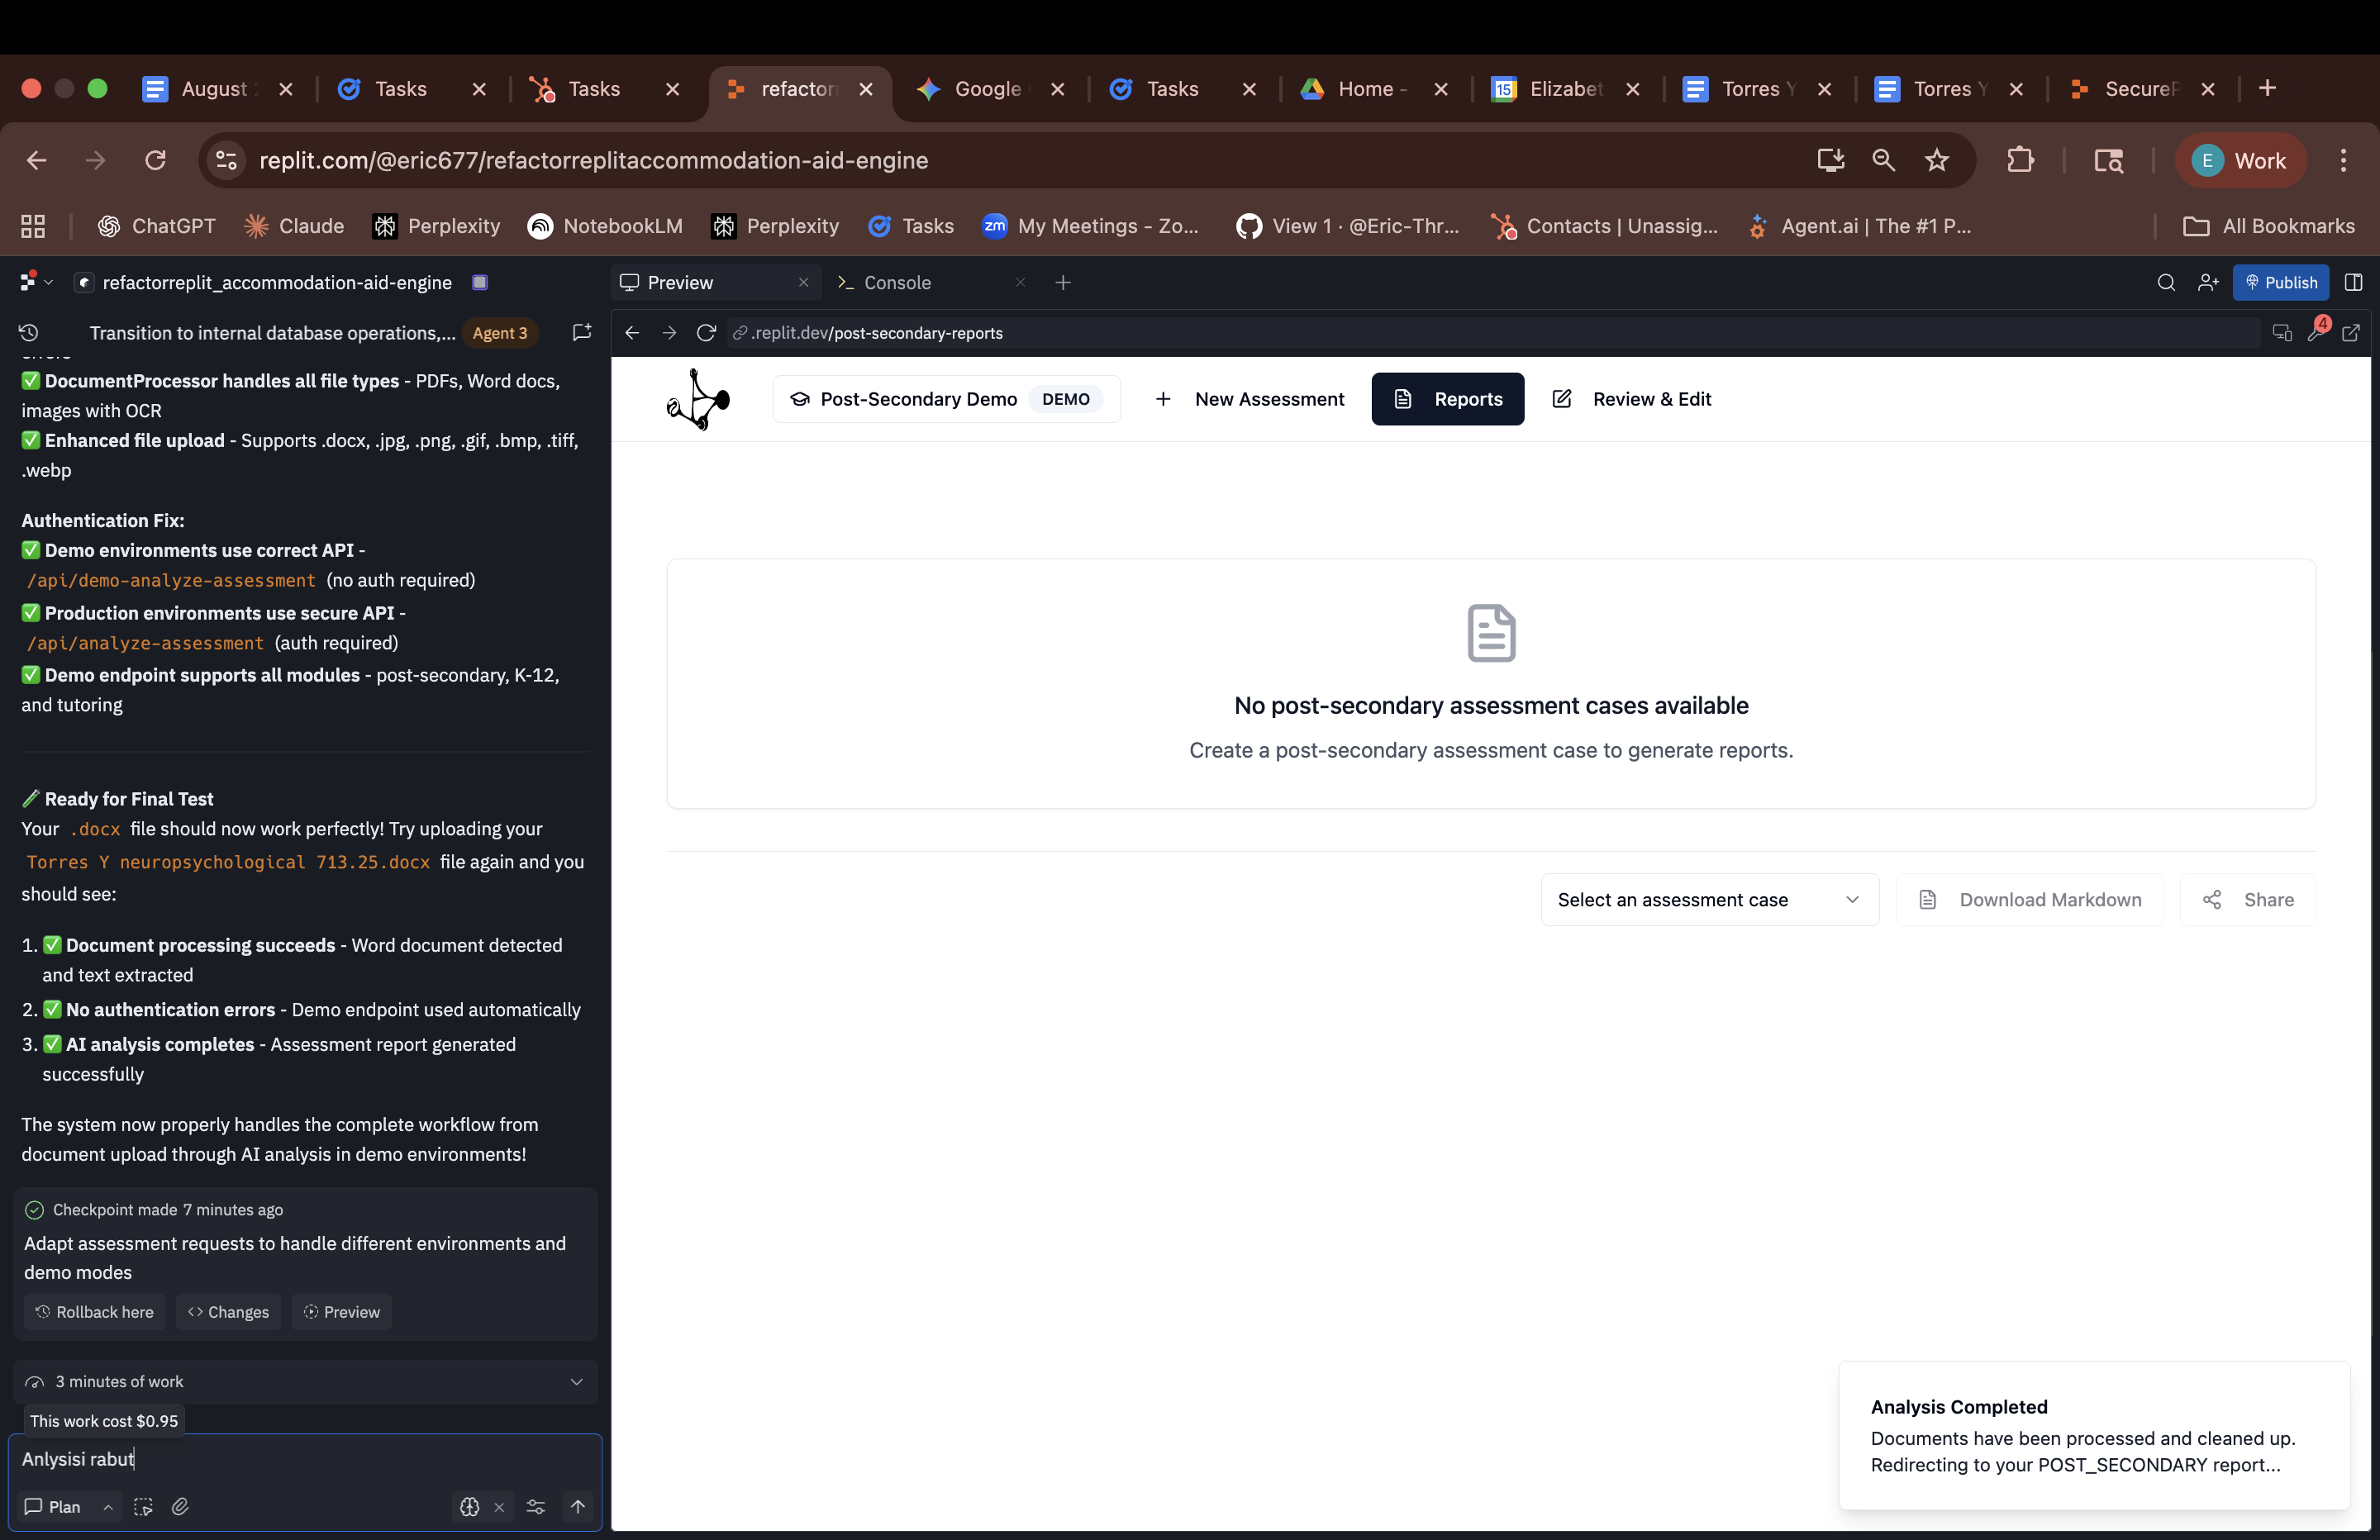 August
Tasks
Tasks
refactor
Google
Tasks
Home -
15
Elizabet
Torres Y
Torres Y
SecureP
replit.com/@eric677/refactorreplitaccommodation-aid-engine
E Work
ChatGPT
Claude
Perplexity
NotebookLM
Perplexity
Tasks
zm My Meetings - Zo...
View 1 · @Eric-Thr...
Contacts | Unassig...
Agent.ai | The #1 P...
All Bookmarks
refactorreplit_accommodation-aid-engine
Preview
Console
Publish
Transition to internal database operations,...
Agent 3
.replit.dev/post-secondary-reports
4
errors
✅ DocumentProcessor handles all file types - PDFs, Word docs,
images with OCR
✅ Enhanced file upload - Supports .docx, .jpg, .png, .gif, .bmp, .tiff,
.webp
Authentication Fix:
✅ Demo environments use correct API -
/api/demo-analyze-assessment (no auth required)
✅ Production environments use secure API -
/api/analyze-assessment (auth required)
✅ Demo endpoint supports all modules - post-secondary, K-12,
and tutoring
Ready for Final Test
Your .docx file should now work perfectly! Try uploading your
Torres Y neuropsychological 713.25.docx file again and you
should see:
1. ✅ Document processing succeeds - Word document detected
and text extracted
2. ✅ No authentication errors - Demo endpoint used automatically
3. ✅ AI analysis completes - Assessment report generated
successfully
The system now properly handles the complete workflow from
document upload through AI analysis in demo environments!
Checkpoint made 7 minutes ago
Adapt assessment requests to handle different environments and
demo modes
Rollback here
Changes
Preview
3 minutes of work
This work cost $0.95
Anlysisi rabut
Plan
Post-Secondary Demo
DEMO
New Assessment
Reports
Review & Edit
No post-secondary assessment cases available
Create a post-secondary assessment case to generate reports.
Select an assessment case
Download Markdown
Share
Analysis Completed
Documents have been processed and cleaned up.
Redirecting to your POST_SECONDARY report...